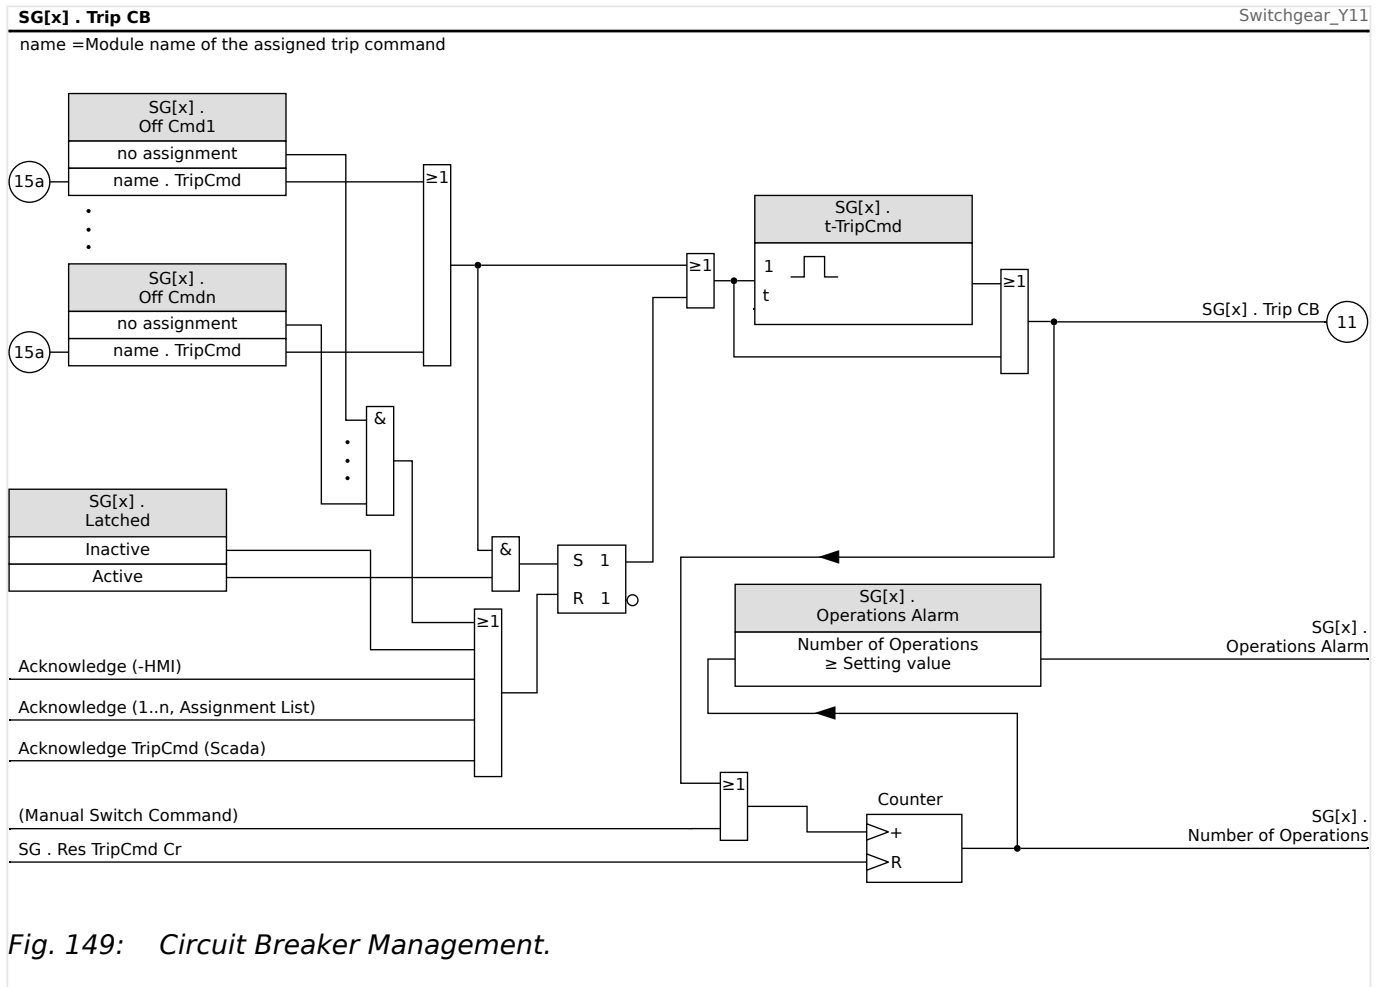 SG[x] . Trip CB
Switchgear_Y11
name =Module name of the assigned trip command
SG[x] .
Off Cmd1
no assignment
15a
name . TripCmd
SG[x] .
Off Cmdn
no assignment
15a
name . TripCmd
≥1
≥1
SG[x] .
t-TripCmd
1
t
≥1
SG[x] . Trip CB
11
&
SG[x] .
Latched
Inactive
Active
&
S 1
R 1
≥1
Acknowledge (-HMI)
Acknowledge (1..n, Assignment List)
Acknowledge TripCmd (Scada)
SG[x] .
Operations Alarm
Number of Operations
≥ Setting value
SG[x] .
Operations Alarm
(Manual Switch Command)
SG . Res TripCmd Cr
≥1
Counter
+
R
SG[x] .
Number of Operations
Fig. 149: Circuit Breaker Management.